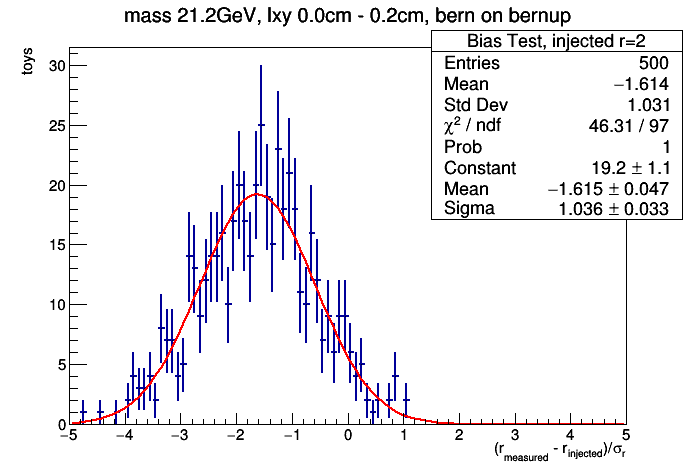 mass 21.2GeV, lxy 0.0cm - 0.2cm, bern on bernup
Bias Test, injected r=2
Entries 500
Mean −1.614
Std Dev 1.031
χ² / ndf 46.31 / 97
Prob 1
Constant 19.2 ± 1.1
Mean −1.615 ± 0.047
Sigma 1.036 ± 0.033
toys
30
25
20
15
10
5
0
−5 −4 −3 −2 −1 0 1 2 3 4 5
(r_measured - r_injected)/σ_r